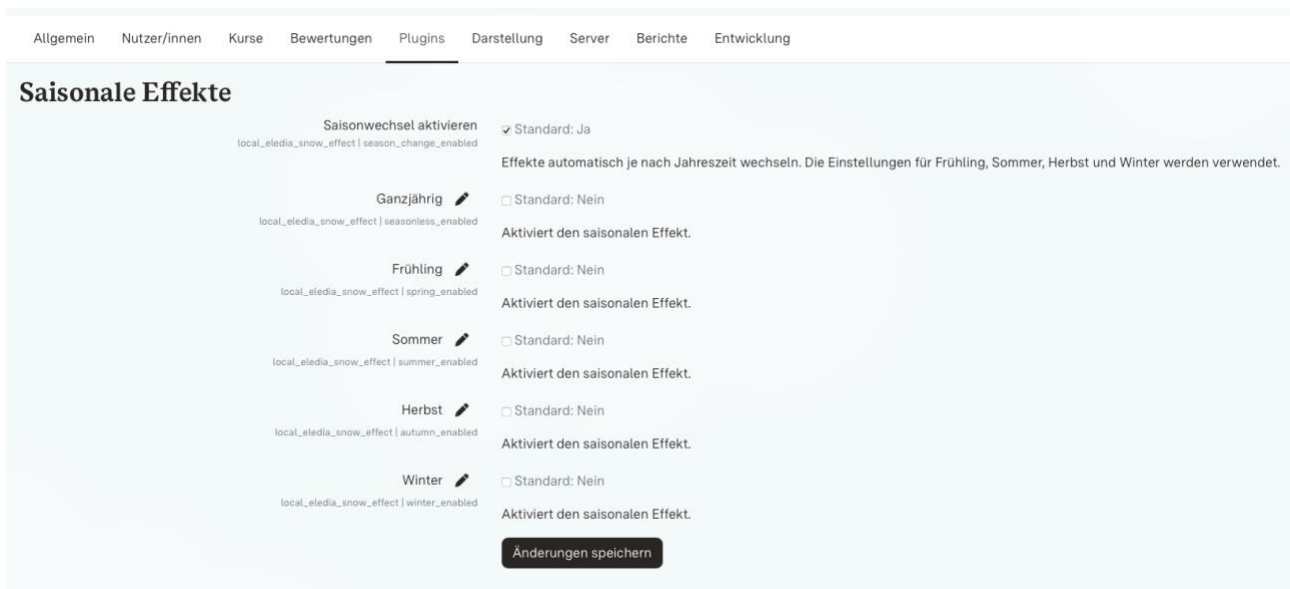 Allgemein Nutzer/innen Kurse Bewertungen Plugins Darstellung Server Berichte Entwicklung
Saisonale Effekte
Saisonwechsel aktivieren Standard: Ja
local_eledia_snow_effect | season_change_enabled
Effekte automatisch je nach Jahreszeit wechseln. Die Einstellungen für Frühling, Sommer, Herbst und Winter werden verwendet.
Ganzjährig Standard: Nein
local_eledia_snow_effect | seasonless_enabled
Aktiviert den saisonalen Effekt.
Frühling Standard: Nein
local_eledia_snow_effect | spring_enabled
Aktiviert den saisonalen Effekt.
Sommer Standard: Nein
local_eledia_snow_effect | summer_enabled
Aktiviert den saisonalen Effekt.
Herbst Standard: Nein
local_eledia_snow_effect | autumn_enabled
Aktiviert den saisonalen Effekt.
Winter Standard: Nein
local_eledia_snow_effect | winter_enabled
Aktiviert den saisonalen Effekt.
Änderungen speichern